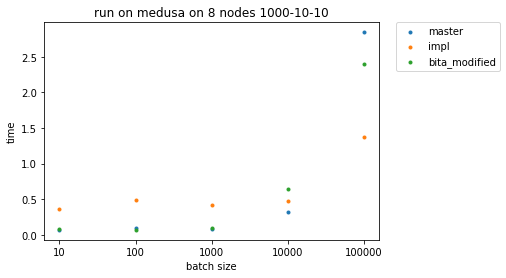 run on medusa on 8 nodes 1000-10-10
master
impl
bita_modified
time
2.5
2.0
1.5
1.0
0.5
0.0
10
100
1000
10000
100000
batch size